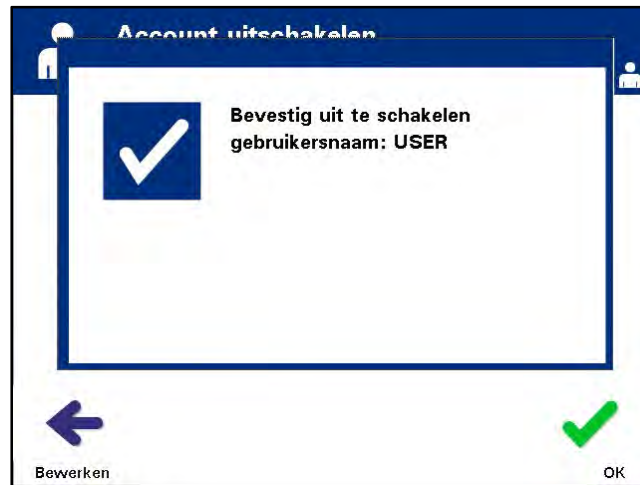 Account uitschakelen
Bevestig uit te schakelen
gebruikersnaam: USER
Bewerken
OK